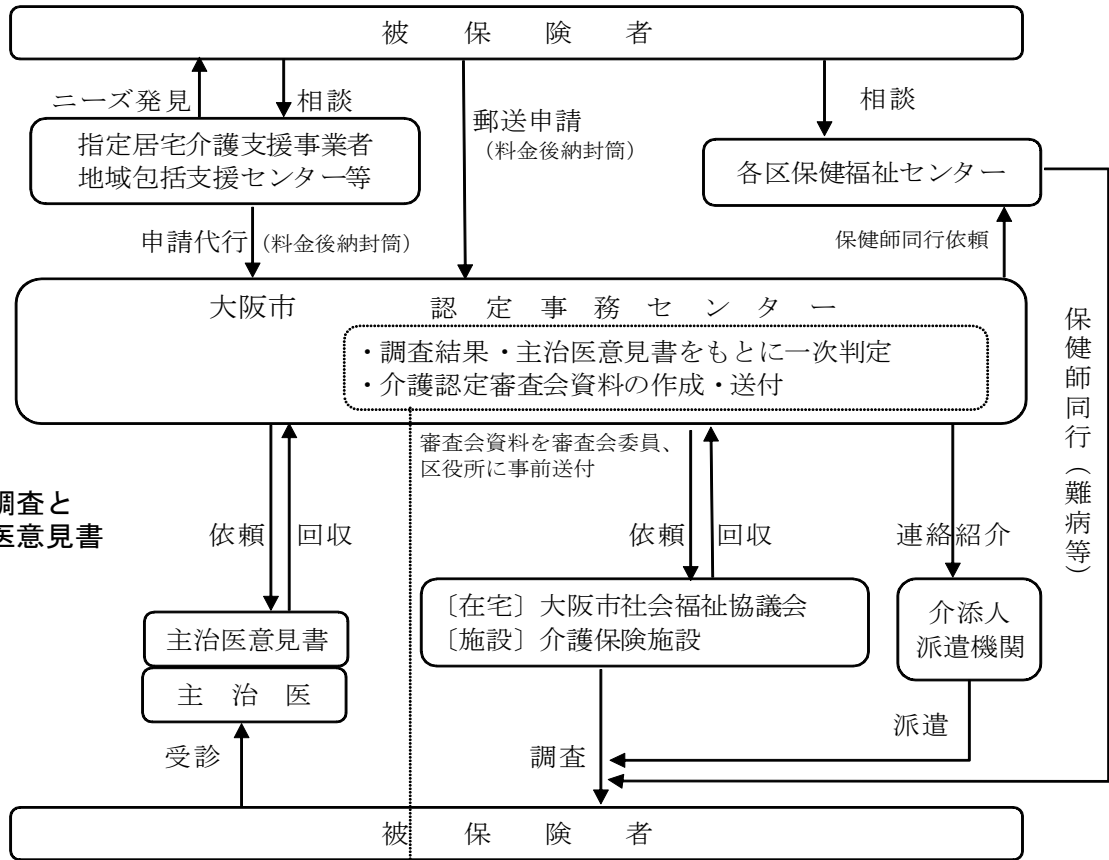 被保険者
ニーズ発見
相談
郵送申請
（料金後納封筒）
相談
指定居宅介護支援事業者
地域包括支援センター等
各区保健福祉センター
申請代行（料金後納封筒）
保健師同行依頼
大阪市 認定事務センター
・調査結果・主治医意見書をもとに一次判定
・介護認定審査会資料の作成・送付
保健師同行（難病等）
審査会資料を審査会委員、
区役所に事前送付
調査と
医意見書
依頼
回収
依頼
回収
連絡紹介
主治医意見書
主治医
〔在宅〕大阪市社会福祉協議会
〔施設〕介護保険施設
介添人
派遣機関
受診
調査
派遣
被保険者